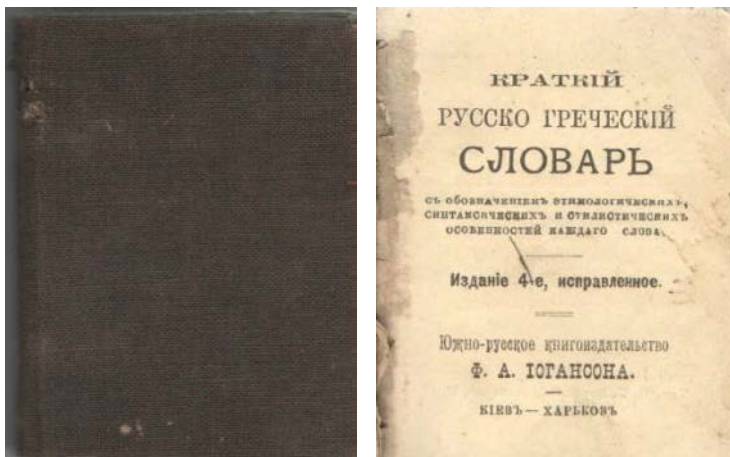 КРАТКІЙ
РУССКО ГРЕЧЕСКІЙ
СЛОВАРЬ
СЪ ОБОЗНАЧЕНІЕМЪ ЭТИМОЛОГИЧЕСКИХЪ,
СИНТАКСИЧЕСКИХЪ И СТИЛИСТИЧЕСКИХЪ
ОСОБЕННОСТЕЙ КАЖДАГО СЛОВА.
Изданіе 4-е, исправленное.
Южно-русское книгоиздательство
Ф. А. ІОГАНСОНА.
КІЕВЪ — ХАРЬКОВЪ